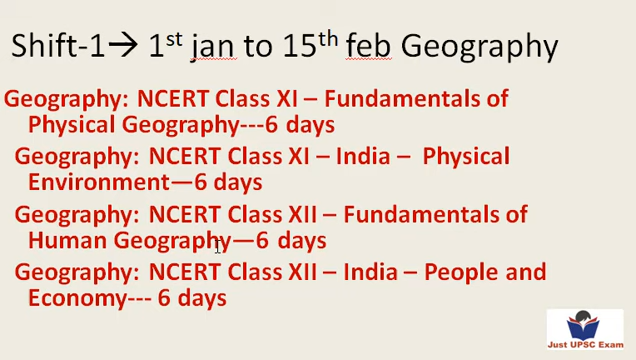 Shift-1→ 1st jan to 15th feb Geography
Geography: NCERT Class XI – Fundamentals of
Physical Geography---6 days
Geography: NCERT Class XI – India – Physical
Environment—6 days
Geography: NCERT Class XII – Fundamentals of
Human Geography—6 days
Geography: NCERT Class XII – India – People and
Economy--- 6 days
Just UPSC Exam